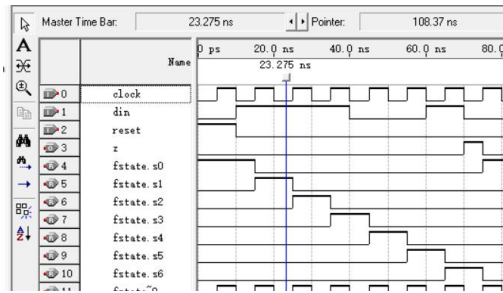 Master Time Bar: 23.275 ns Pointer: 108.37 ns
A
Name
0 ps 20.0 ns 40.0 ns 60.0 ns 80.0
23.275 ns
0 clock
1 din
2 reset
3 z
4 fstate.s0
5 fstate.s1
6 fstate.s2
7 fstate.s3
8 fstate.s4
9 fstate.s5
10 fstate.s6